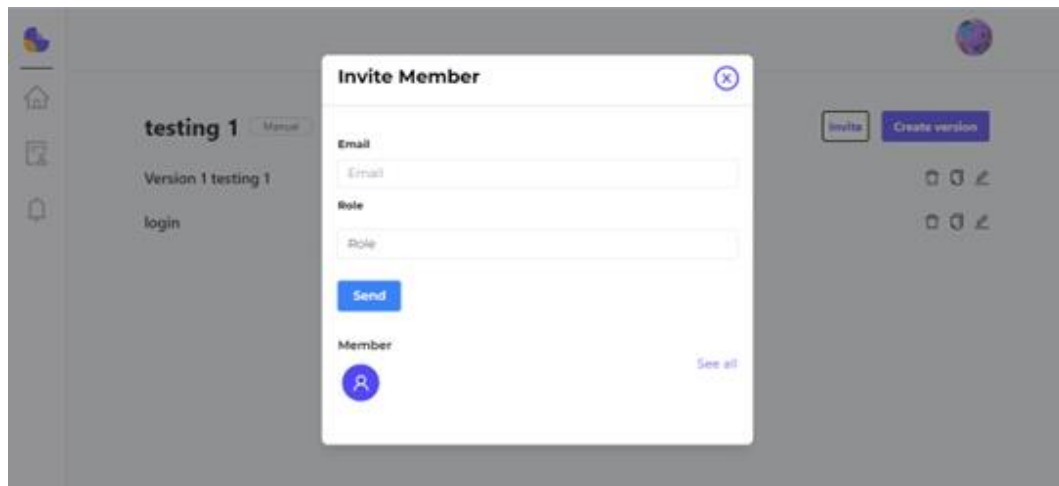 Invite Member
testing 1 Manual
Invite Create version
Email
Email
Version 1 testing 1
Role
login
Role
Send
Member
See all